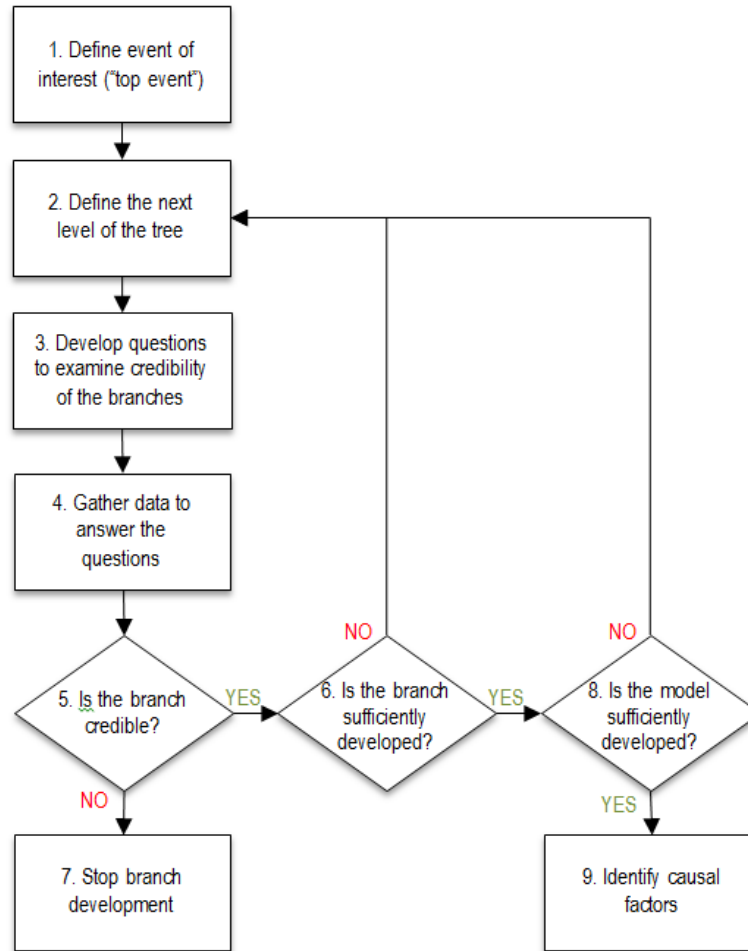 1. Define event of
interest ("top event")
2. Define the next
level of the tree
3. Develop questions
to examine credibility
of the branches
4. Gather data to
answer the
questions
NO
NO
5. Is the branch
credible?
YES
6. Is the branch
sufficiently
developed?
YES
8. Is the model
sufficiently
developed?
NO
YES
7. Stop branch
development
9. Identify causal
factors